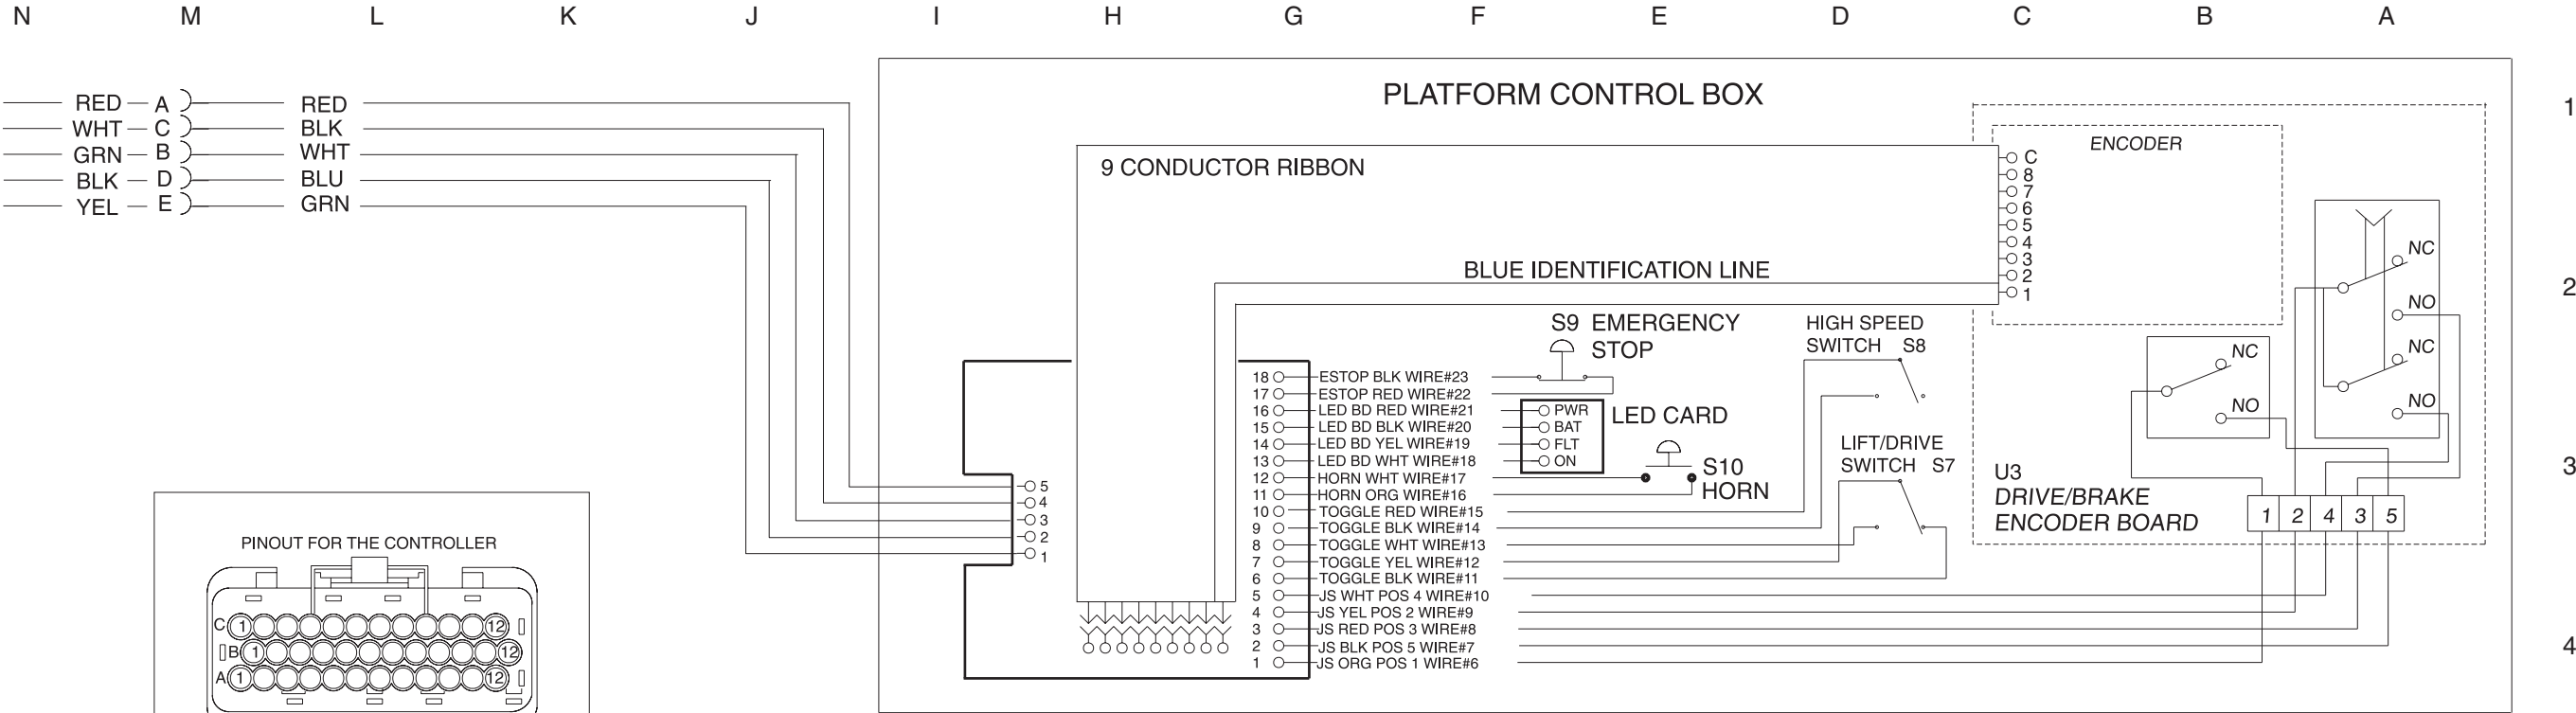 N M L K J I H G F E D C B A
PLATFORM CONTROL BOX
1
RED A RED
WHT C BLK
GRN B WHT
BLK D BLU
YEL E GRN
9 CONDUCTOR RIBBON
ENCODER
C
8
7
6
5
4
3
2
1
BLUE IDENTIFICATION LINE
NC
NO
NC
NO
2
S9 EMERGENCY
STOP
HIGH SPEED
SWITCH S8
NC
NO
18 ESTOP BLK WIRE#23
17 ESTOP RED WIRE#22
16 LED BD RED WIRE#21
15 LED BD BLK WIRE#20
14 LED BD YEL WIRE#19
13 LED BD WHT WIRE#18
12 HORN WHT WIRE#17
11 HORN ORG WIRE#16
10 TOGGLE RED WIRE#15
9 TOGGLE BLK WIRE#14
8 TOGGLE WHT WIRE#13
7 TOGGLE YEL WIRE#12
6 TOGGLE BLK WIRE#11
5 JS WHT POS 4 WIRE#10
4 JS YEL POS 2 WIRE#9
3 JS RED POS 3 WIRE#8
2 JS BLK POS 5 WIRE#7
1 JS ORG POS 1 WIRE#6
PWR
BAT
FLT
ON
LED CARD
S10
HORN
LIFT/DRIVE
SWITCH S7
U3
DRIVE/BRAKE
ENCODER BOARD
1 2 4 3 5
3
5
4
3
2
1
PINOUT FOR THE CONTROLLER
C 1 12
B 1 12
A 1 12
4